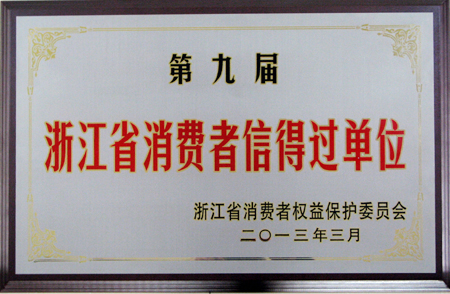 第九届
浙江省消费者信得过单位
浙江省消费者权益保护委员会
二〇一三年三月